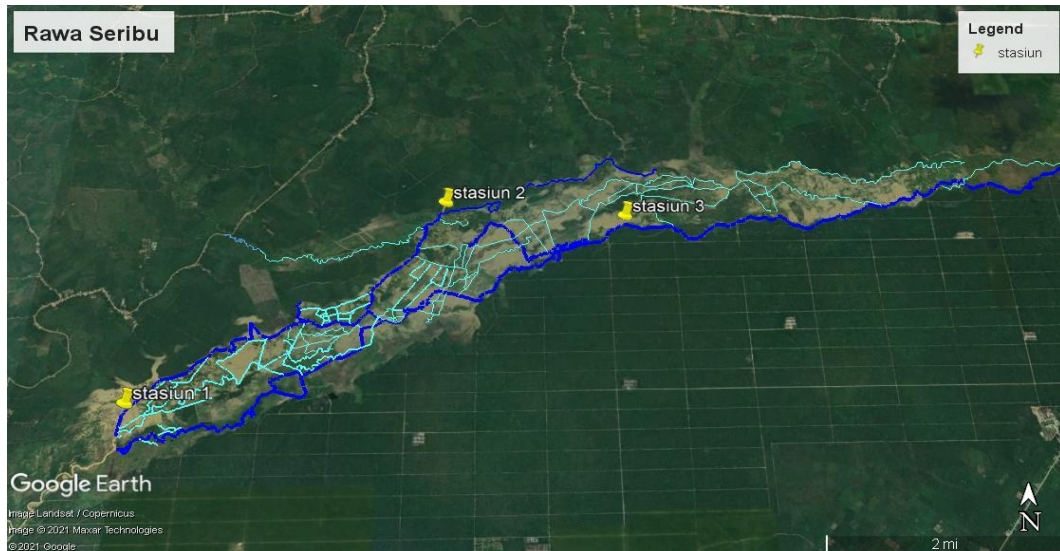 Rawa Seribu
Legend
stasiun
stasiun 2
stasiun 3
stasiun 1
Google Earth
Image Landsat / Copernicus
Image © 2021 Maxar Technologies
© 2021 Google
N
2 mi